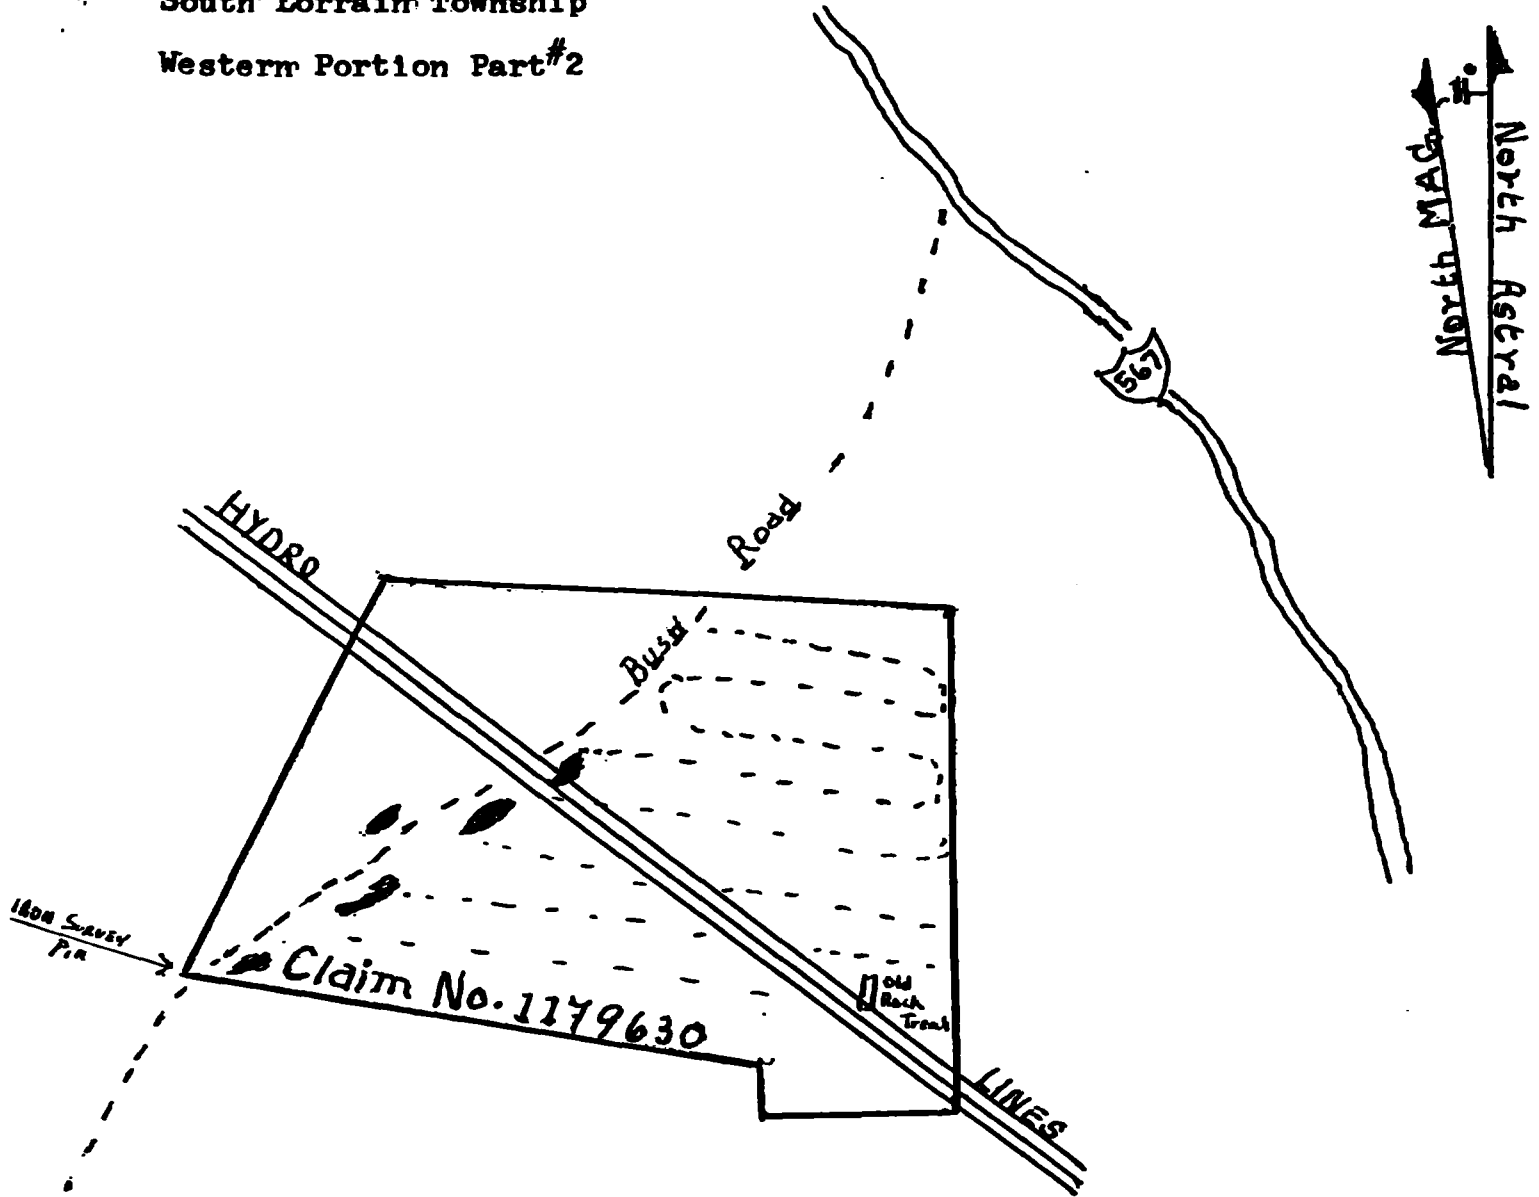 South Lorrain Township
Western Portion Part #2
North MAG.
North Astral
567
HYDRO
Road
Bush
IRON SURVEY
PIN
Claim No. 1179630
Old
Rock
LINES